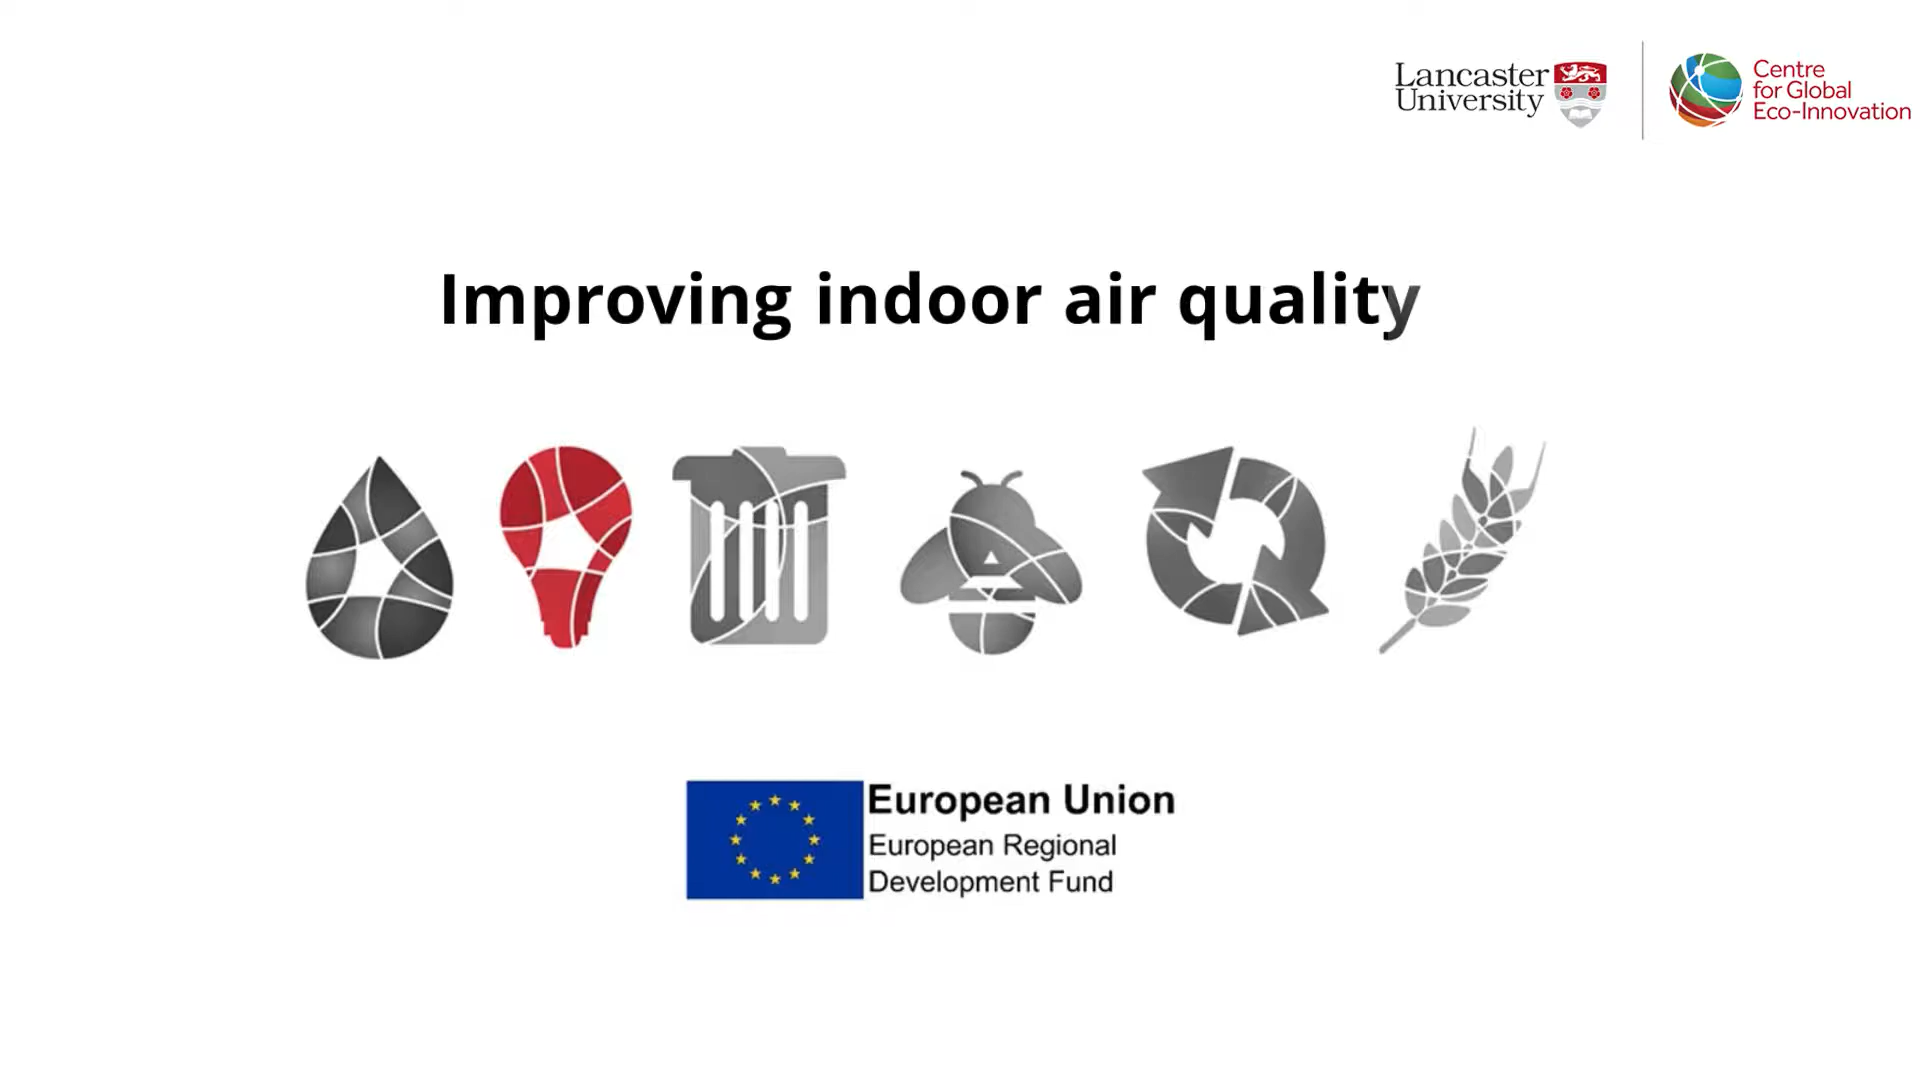 Lancaster
University
Centre
for Global
Eco-Innovation
Improving indoor air quality
European Union
European Regional
Development Fund